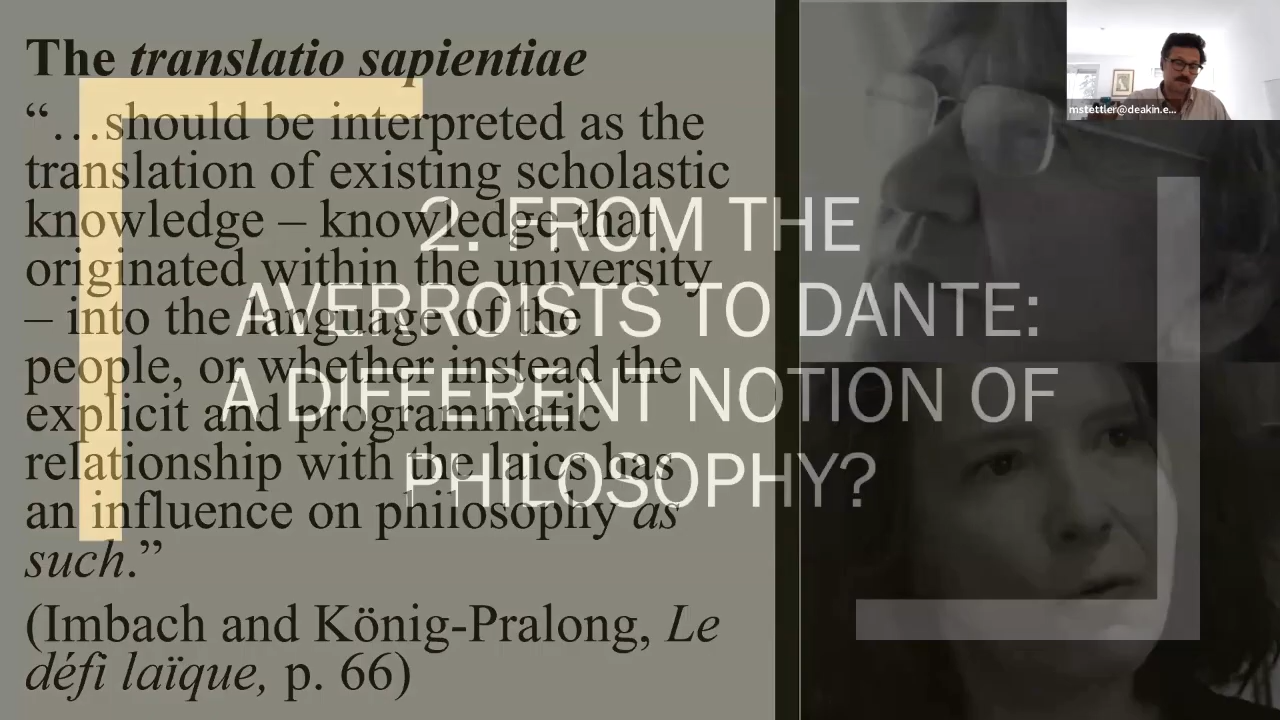 The translatio sapientiae
“…should be interpreted as the
translation of existing scholastic
knowledge – knowledge that
originated within the university
– into the language of the
people, or whether instead the
explicit and programmatic
relationship with the laics has
an influence on philosophy as
such.”
(Imbach and König-Pralong, Le
défi laïque, p. 66)
2. FROM THE
AVERROISTS TO DANTE:
A DIFFERENT NOTION OF
PHILOSOPHY?
mstettler@deakin.e...